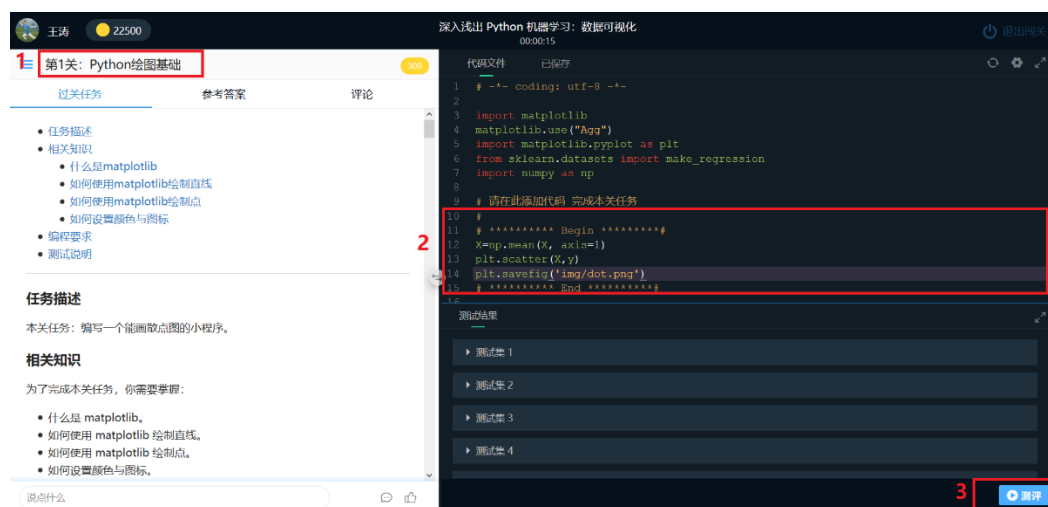 王涛
22500
深入浅出 Python 机器学习：数据可视化
00:00:15
退出闯关
1
第1关：Python绘图基础
300
过关任务
参考答案
评论
任务描述
相关知识
什么是matplotlib
如何使用matplotlib绘制直线
如何使用matplotlib绘制点
如何设置颜色与图标
编程要求
测试说明
任务描述
本关任务：编写一个能画散点图的小程序。
相关知识
为了完成本关任务，你需要掌握：
什么是 matplotlib。
如何使用 matplotlib 绘制直线。
如何使用 matplotlib 绘制点。
如何设置颜色与图标。
说点什么
代码文件
已保存
1 # -*- coding: utf-8 -*-
2
3 import matplotlib
4 matplotlib.use("Agg")
5 import matplotlib.pyplot as plt
6 from sklearn.datasets import make_regression
7 import numpy as np
8
9 # 请在此添加代码 完成本关任务
10 #
2
11 # ********** Begin *********#
12 X=np.mean(X, axis=1)
13 plt.scatter(X,y)
14 plt.savefig('img/dot.png')
15 # ********** End **********#
16
测试结果
测试集 1
测试集 2
测试集 3
测试集 4
3
测评